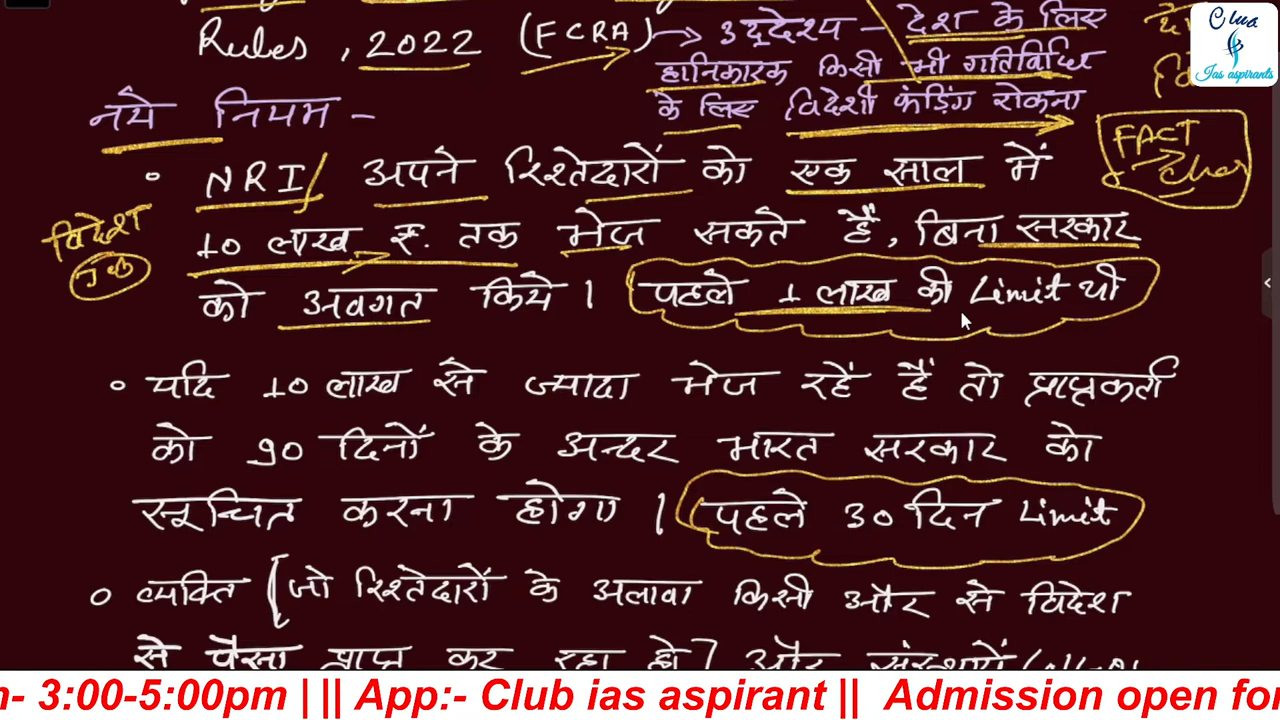 Rules, 2022 (FCRA) → उद्देश्य - देश के लिए
हानिकारक किसी भी गतिविधि
के लिए विदेशी फंडिंग रोकना
Club
Ias aspirants
नये नियम -
FACT
• NRI अपने रिश्तेदारों को एक साल में
विदेश
10 लाख रु. तक भेज सकते हैं, बिना सरकार
को अवगत किये। पहले 1 लाख की Limit थी
• यदि 10 लाख से ज्यादा भेज रहें हैं तो प्राप्तकर्ता
को 90 दिनों के अन्दर भारत सरकार को
सूचित करना होगा। पहले 30 दिन Limit
० व्यक्ति [जो रिश्तेदारों के अलावा किसी और से विदेश
से पैसा प्राप्त कर रहा हो] और संस्थायें
- 3:00-5:00pm | || App:- Club ias aspirant || Admission open for